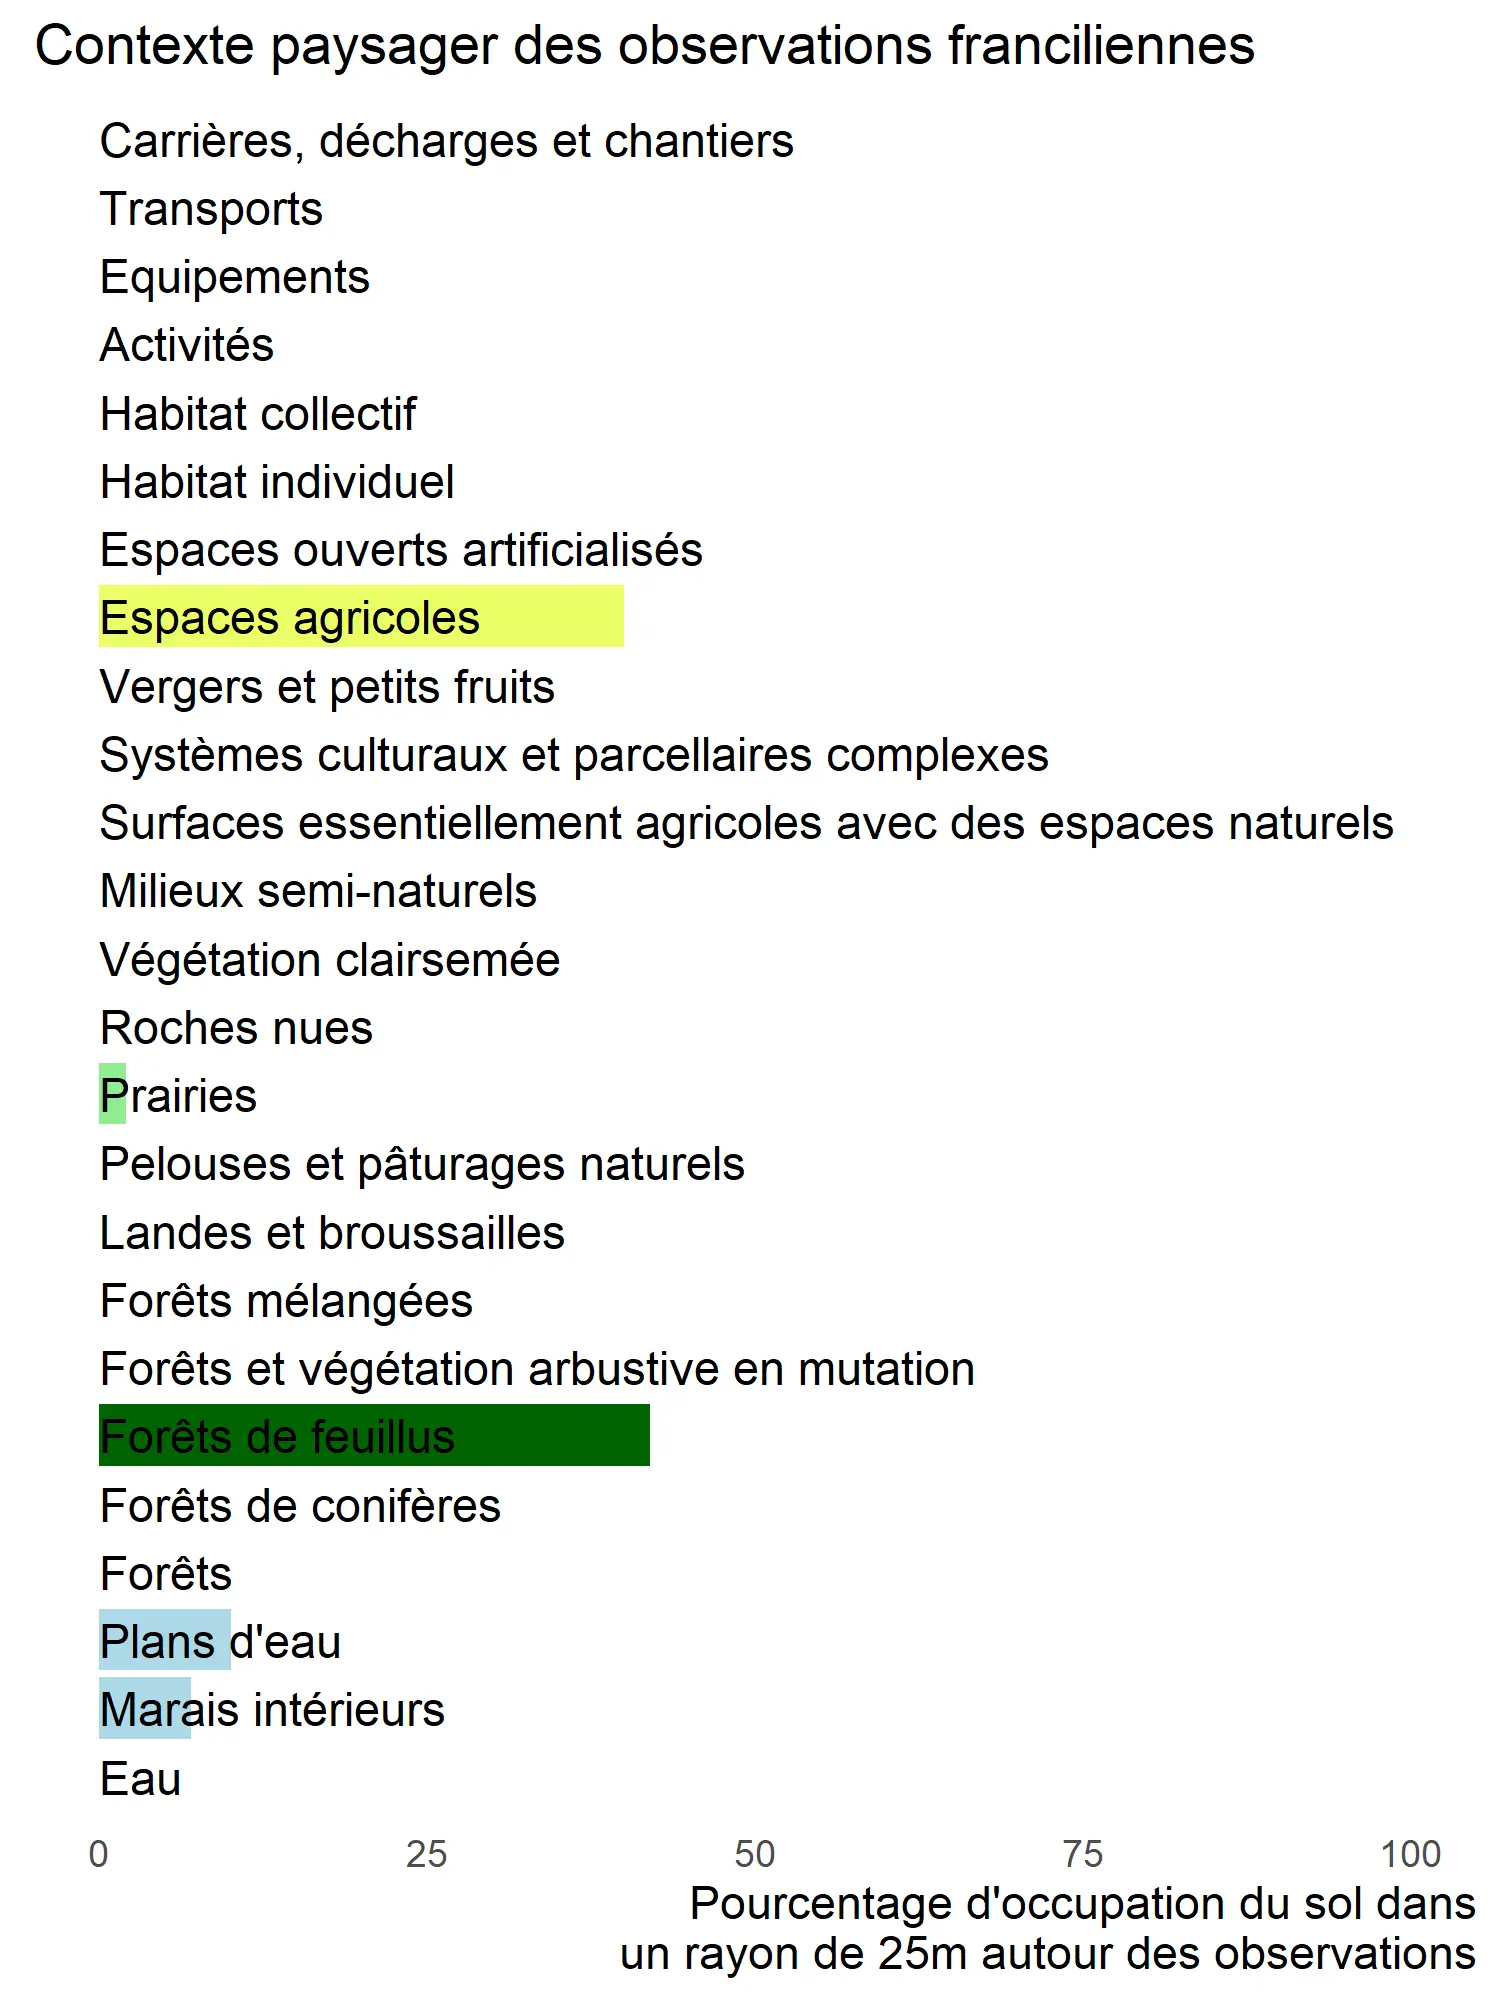 Contexte paysager des observations franciliennes
Carrières, décharges et chantiers
Transports
Equipements
Activités
Habitat collectif
Habitat individuel
Espaces ouverts artificialisés
Espaces agricoles
Vergers et petits fruits
Systèmes culturaux et parcellaires complexes
Surfaces essentiellement agricoles avec des espaces naturels
Milieux semi-naturels
Végétation clairsemée
Roches nues
Prairies
Pelouses et pâturages naturels
Landes et broussailles
Forêts mélangées
Forêts et végétation arbustive en mutation
Forêts de feuillus
Forêts de conifères
Forêts
Plans d'eau
Marais intérieurs
Eau
0 25 50 75 100
Pourcentage d'occupation du sol dans
un rayon de 25m autour des observations